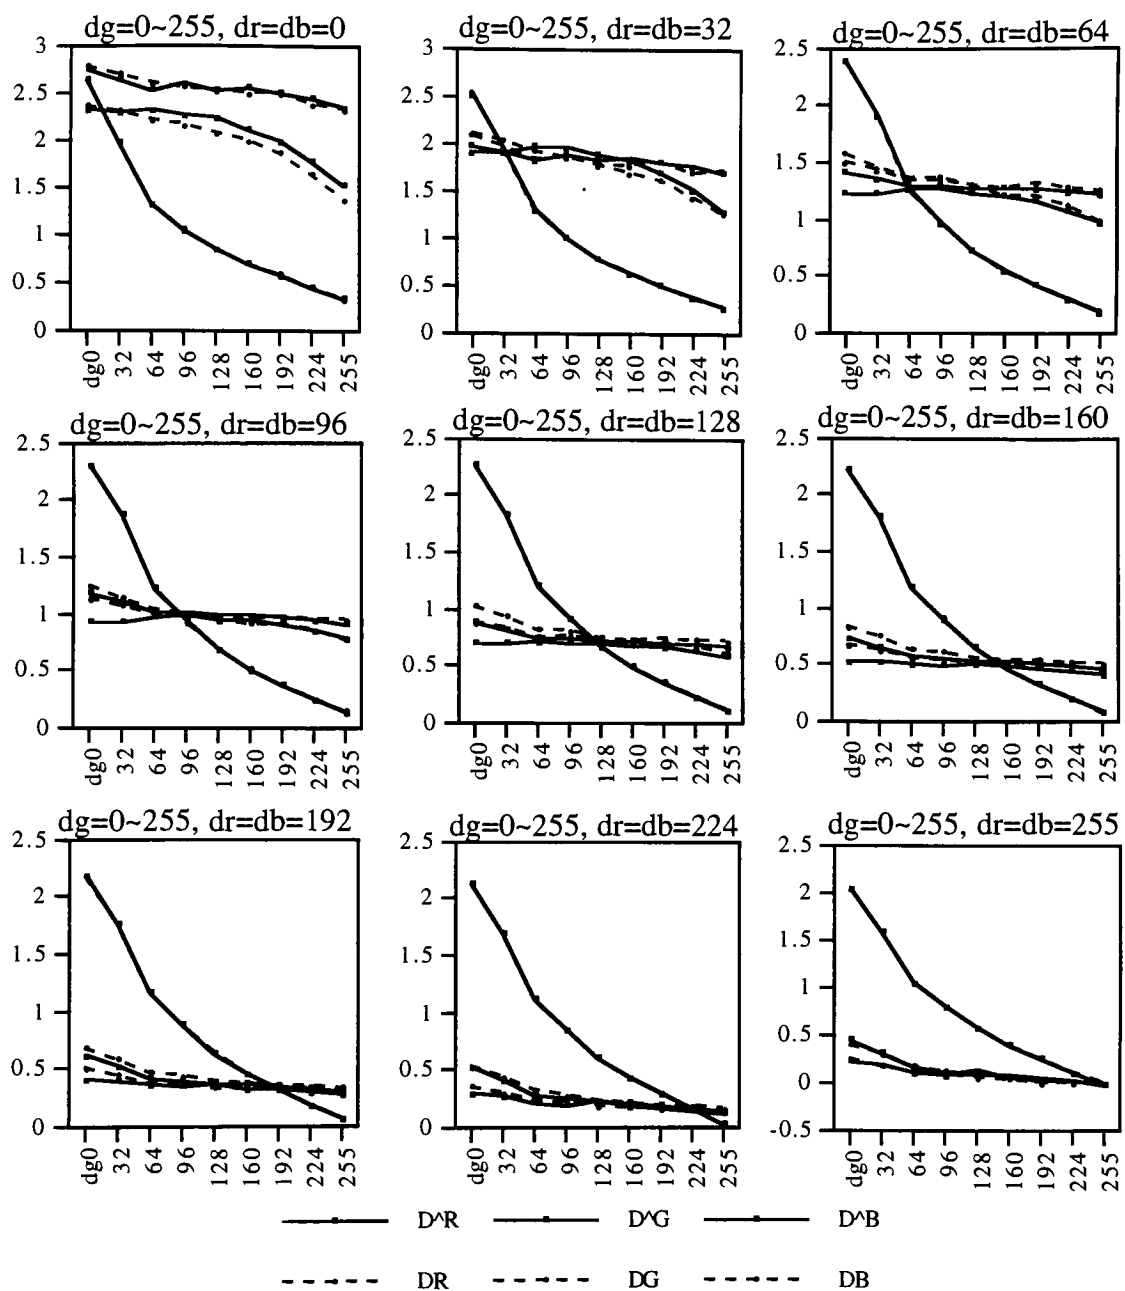 dg=0~255, dr=db=0
3
2.5
2
1.5
1
0.5
0
dg0 32 64 96 128 160 192 224 255
dg=0~255, dr=db=32
3
2.5
2
1.5
1
0.5
0
dg0 32 64 96 128 160 192 224 255
dg=0~255, dr=db=64
2.5
2
1.5
1
0.5
0
dg0 32 64 96 128 160 192 224 255
dg=0~255, dr=db=96
2.5
2
1.5
1
0.5
0
dg0 32 64 96 128 160 192 224 255
dg=0~255, dr=db=128
2.5
2
1.5
1
0.5
0
dg0 32 64 96 128 160 192 224 255
dg=0~255, dr=db=160
2.5
2
1.5
1
0.5
0
dg0 32 64 96 128 160 192 224 255
dg=0~255, dr=db=192
2.5
2
1.5
1
0.5
0
dg0 32 64 96 128 160 192 224 255
dg=0~255, dr=db=224
2.5
2
1.5
1
0.5
0
dg0 32 64 96 128 160 192 224 255
dg=0~255, dr=db=255
2.5
2
1.5
1
0.5
0
-0.5
dg0 32 64 96 128 160 192 224 255
D^R D^G D^B
DR DG DB